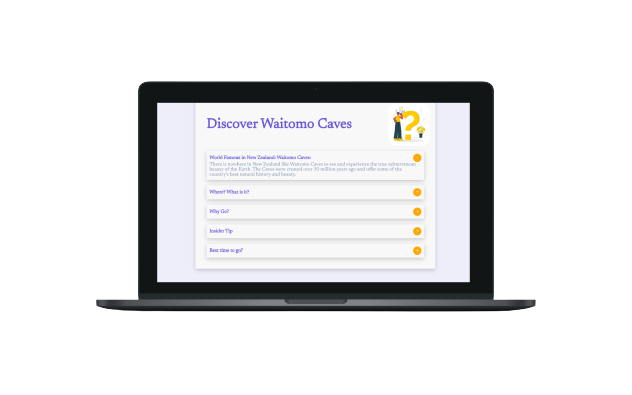 Discover Waitomo Caves
World Famous in New Zealand: Waitomo Caves:
There is nowhere in New Zealand like Waitomo Caves to see and experience the true subterranean
beauty of the Earth. The Caves were created over 30 million years ago and offer some of the
country's best natural history and beauty.
Where? What is it?
Why Go?
Insider Tip
Best time to go?